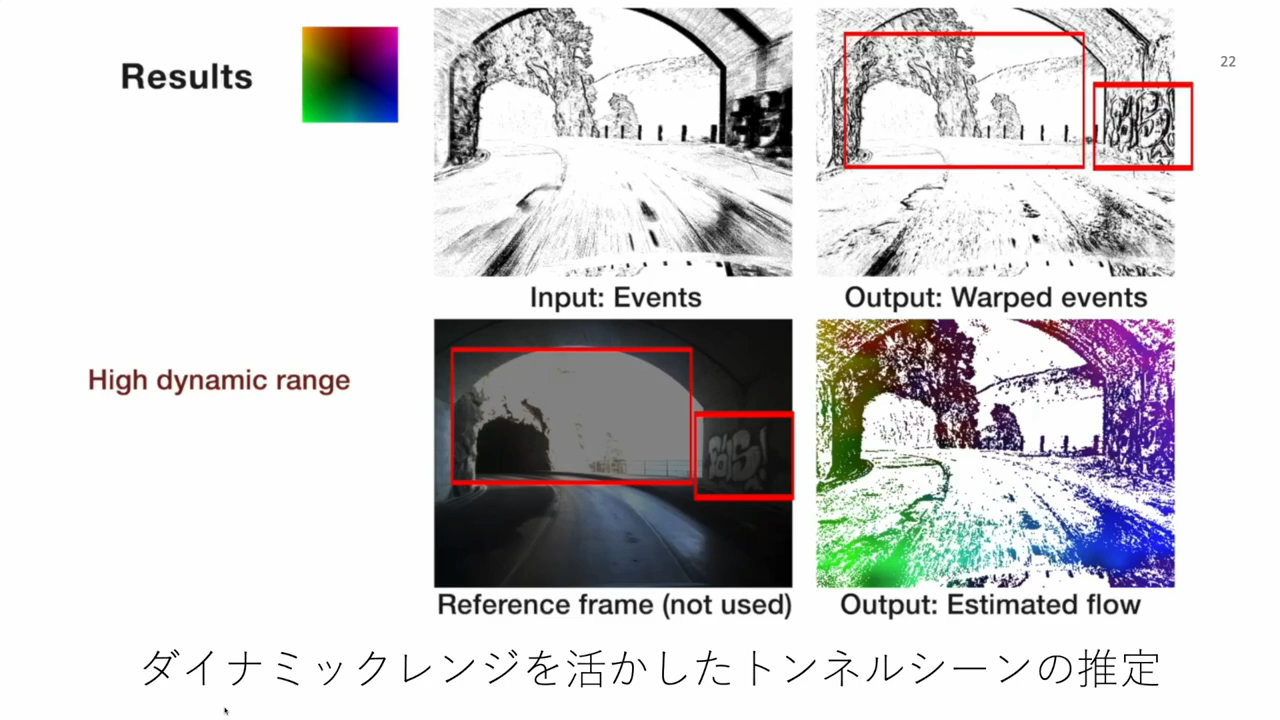 22
Results
Input: Events
Output: Warped events
High dynamic range
Reference frame (not used)
Output: Estimated flow
ダイナミックレンジを活かしたトンネルシーンの推定